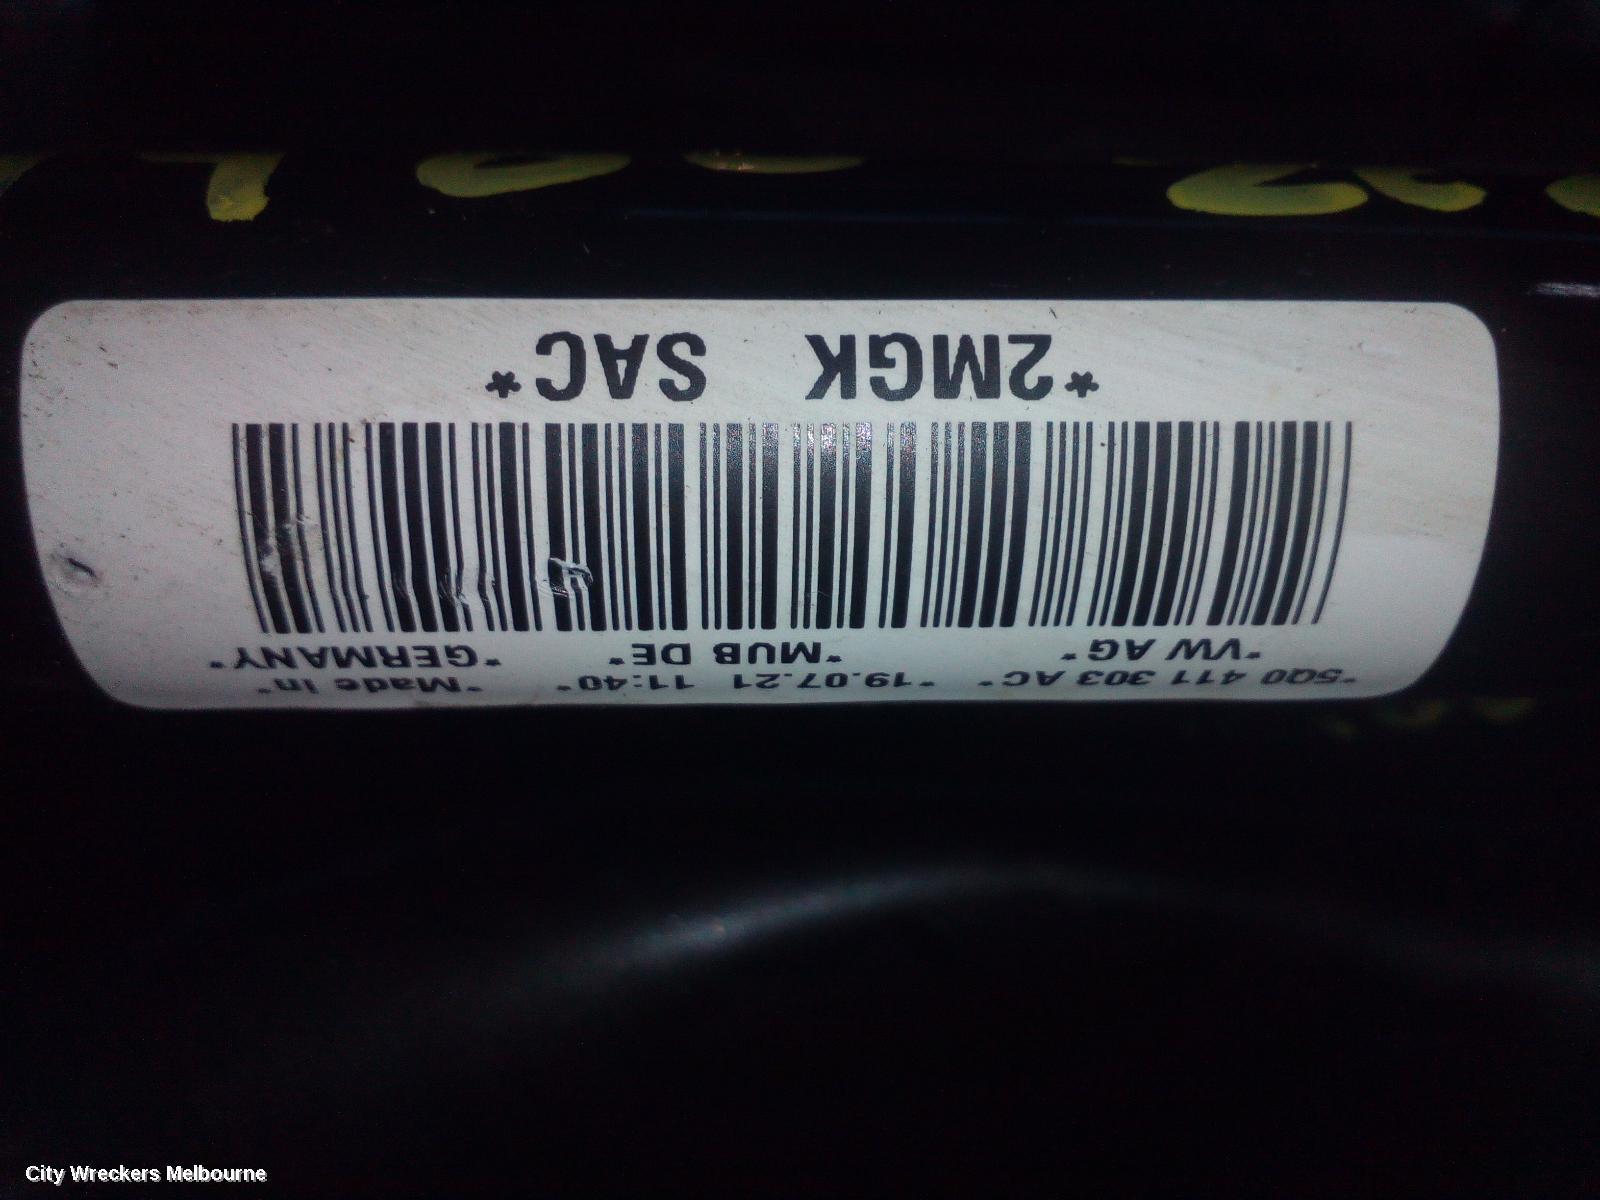 *5Q0 411 303 AC* *19.07.21 11:40* *Made in*
*VW AG* *MUB DE* *GERMANY*
*2MGK SAC*
City Wreckers Melbourne